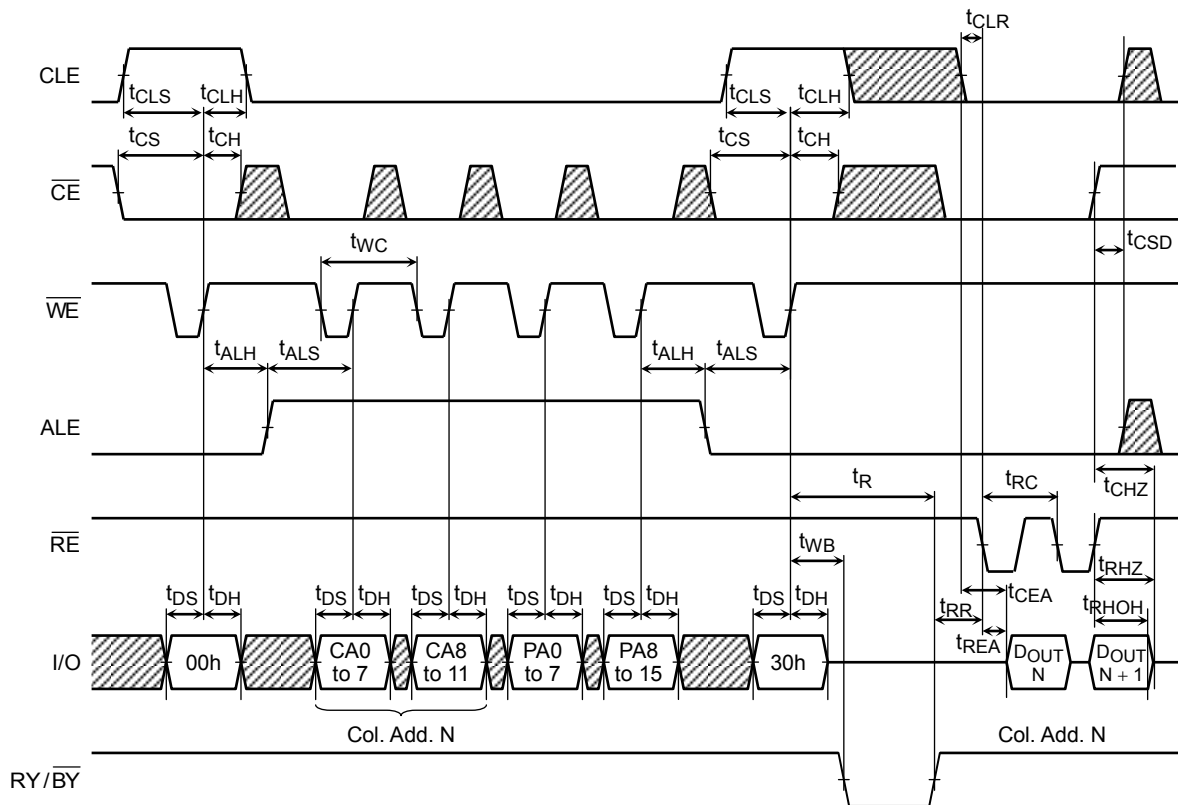 tCLR
CLE
tCLS tCLH tCLS tCLH
tCS tCH tCS tCH
CE
tWC tCSD
WE
tALH tALS tALH tALS
ALE
tR tRC tCHZ
RE
tWB tRHZ
tDS tDH tDS tDH tDS tDH tDS tDH tDS tDH tDS tDH tCEA
tRR tRHOH
tREA
I/O 00h CA0 to 7 CA8 to 11 PA0 to 7 PA8 to 15 30h DOUT N DOUT N + 1
Col. Add. N Col. Add. N
RY/BY